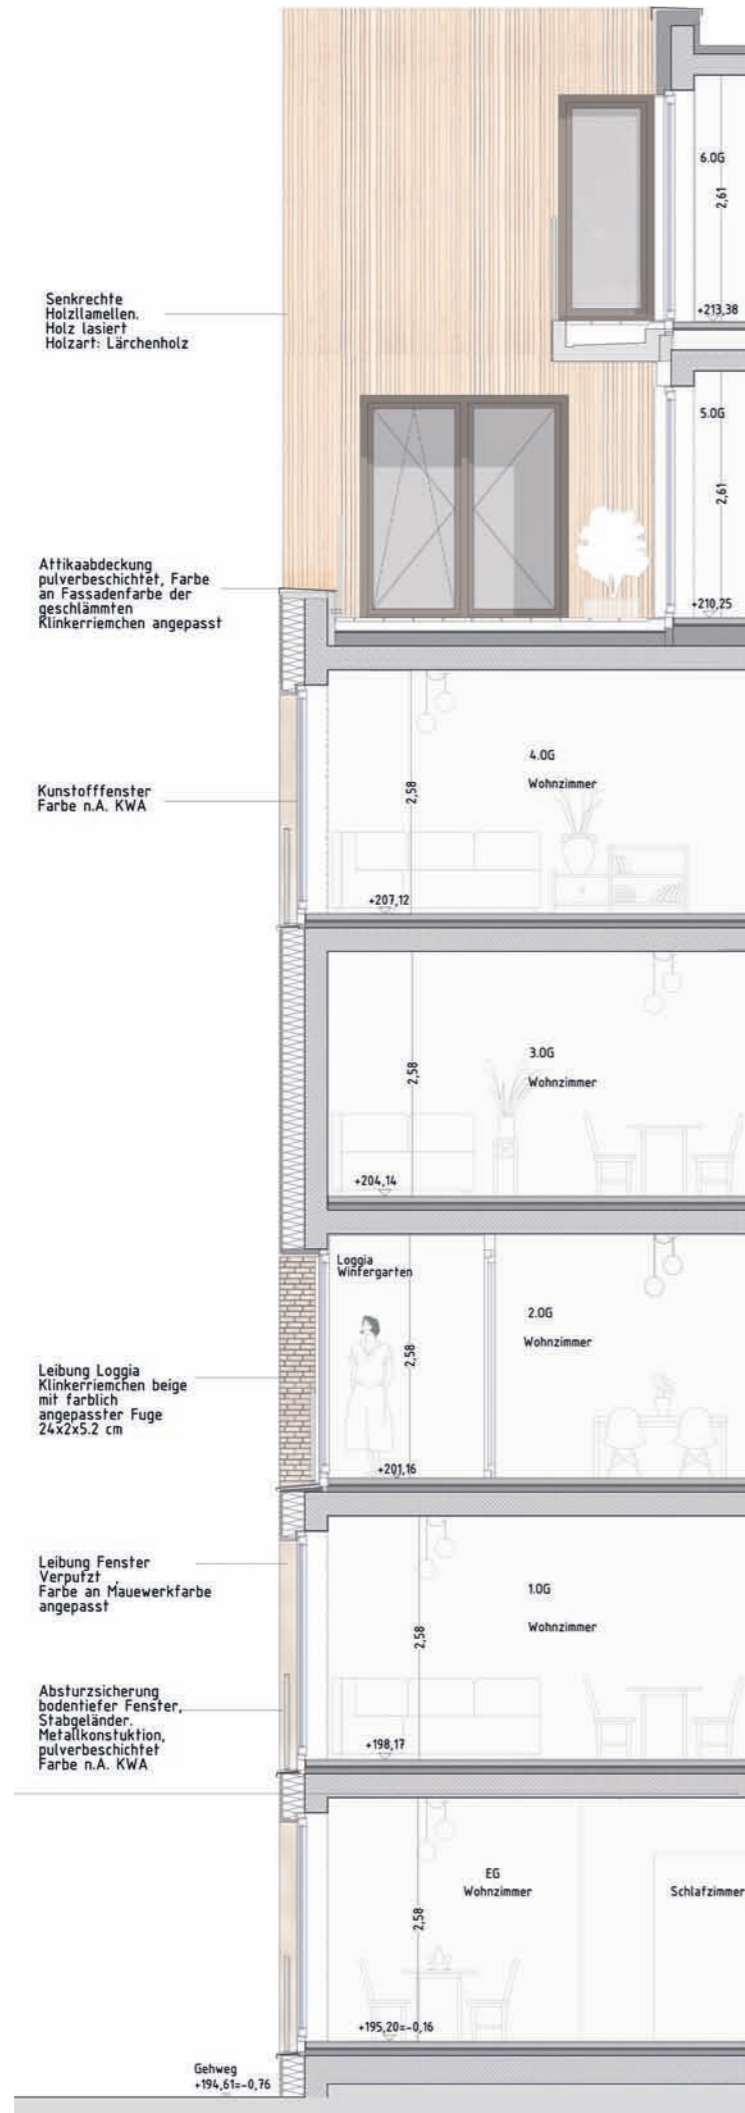 6.OG
2,61
+213,38
Senkrechte
Holzllamellen.
Holz lasiert
Holzart: Lärchenholz
5.OG
2,61
+210,25
Attikaabdeckung
pulverbeschichtet, Farbe
an Fassadenfarbe der
geschlämmten
Klinkerriemchen angepasst
4.OG
Wohnzimmer
2,58
+207,12
Kunstofffenster
Farbe n.A. KWA
3.OG
Wohnzimmer
2,58
+204,14
Loggia
Wintergarten
2.OG
Wohnzimmer
2,58
+201,16
Leibung Loggia
Klinkerriemchen beige
mit farblich
angepasster Fuge
24x2x5.2 cm
Leibung Fenster
Verputzt .
Farbe an Mauewerkfarbe
angepasst
1.OG
Wohnzimmer
2,58
+198,17
Absturzsicherung
bodentiefer Fenster,
Stabgeländer.
Metallkonstuktion,
pulverbeschichtet
Farbe n.A. KWA
EG
Wohnzimmer
Schlafzimmer
2,58
+195,20=-0,16
Gehweg
+194,61=-0,76